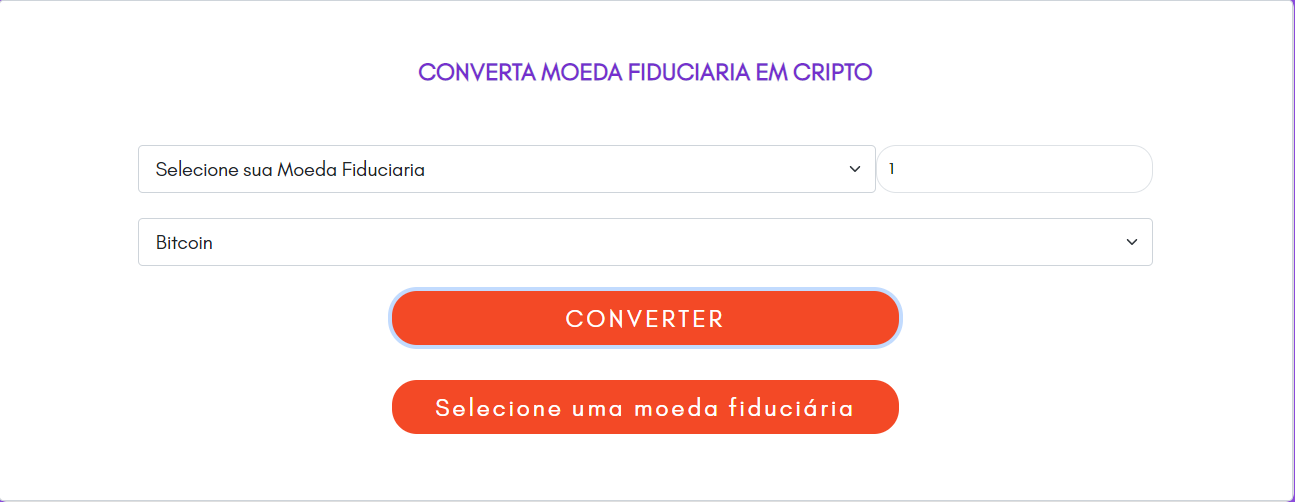 CONVERTA MOEDA FIDUCIARIA EM CRIPTO
Selecione sua Moeda Fiduciaria
1
Bitcoin
CONVERTER
Selecione uma moeda fiduciária